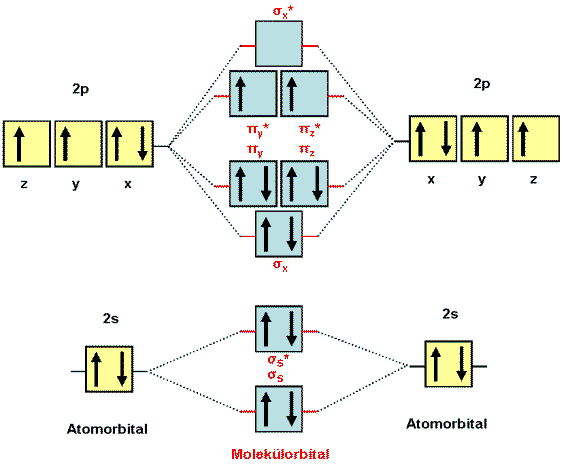 σx*
2p
2p
πy* πz*
πy πz
z y x
x y z
σx
2s
2s
σs*
σs
Atomorbital
Atomorbital
Molekülorbital